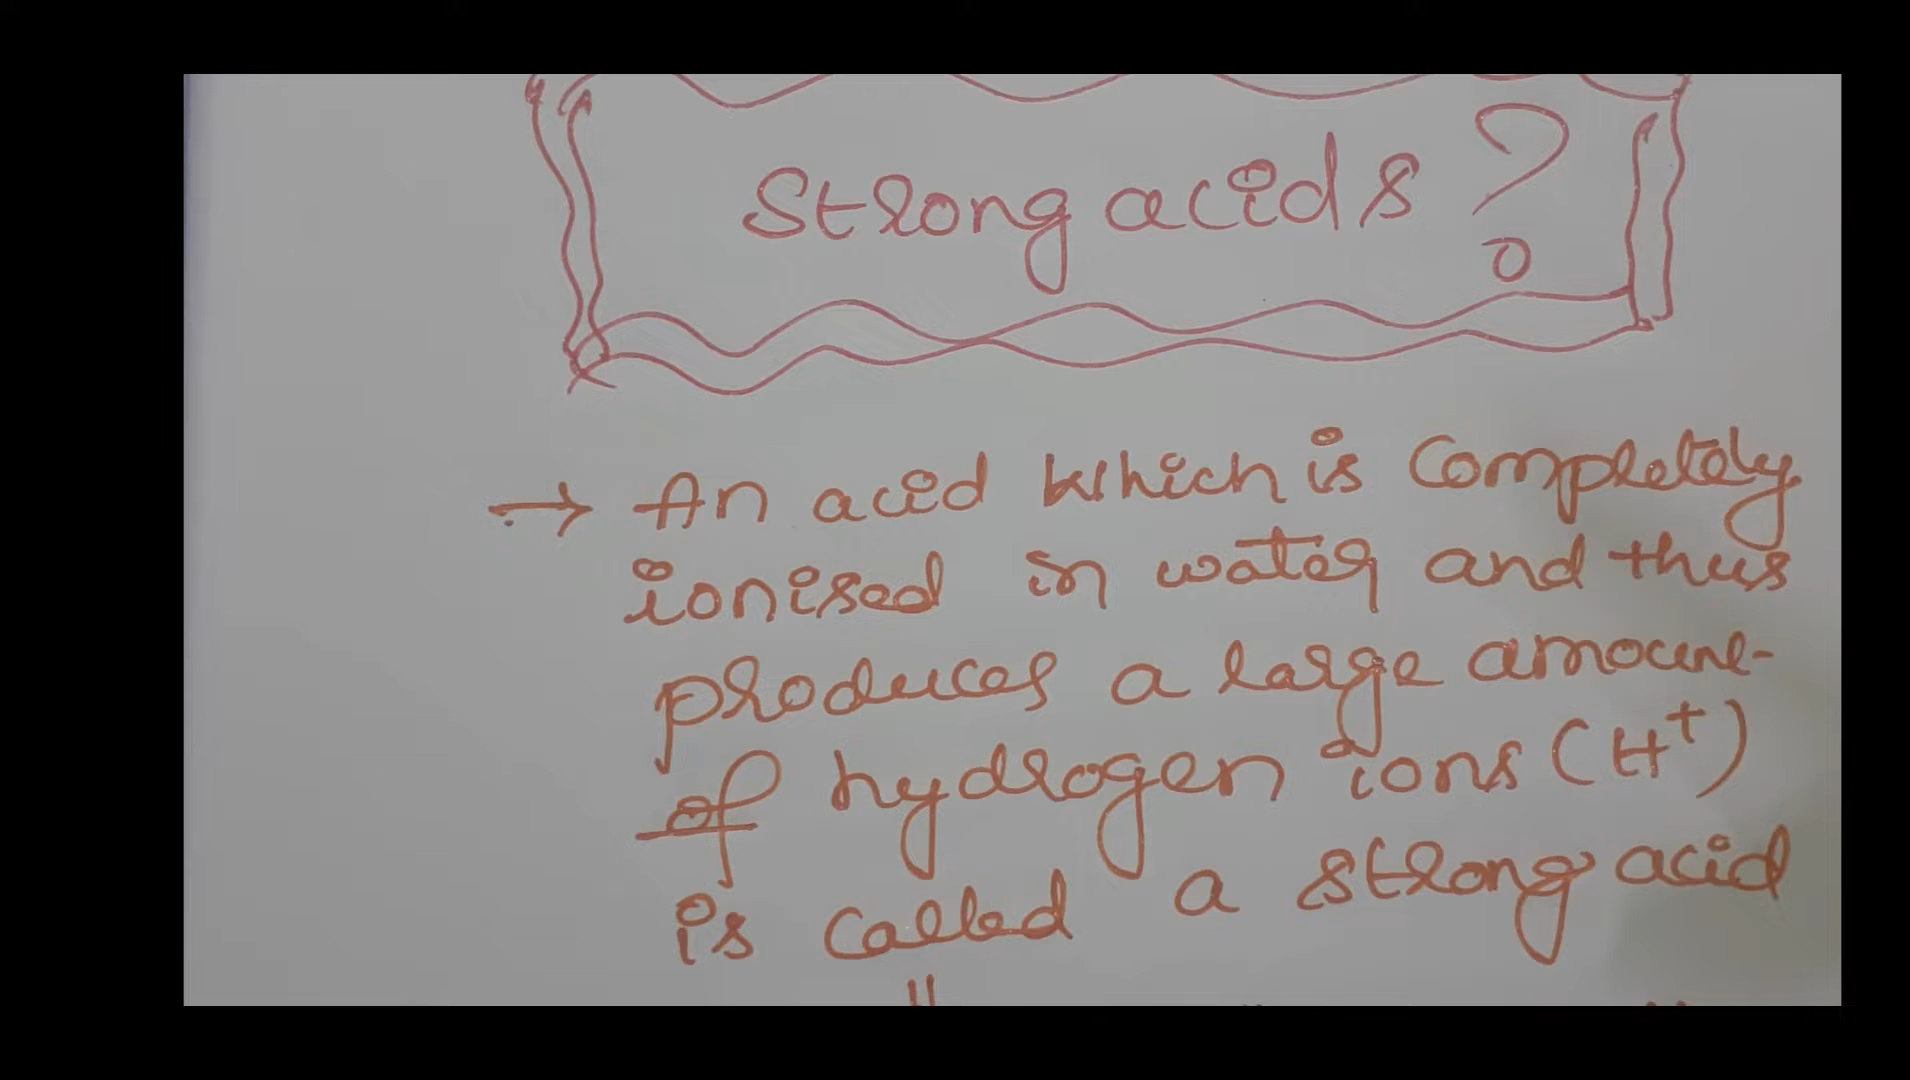 Strong acids?
→ An acid which is completely
ionised in water and thus
produces a large amount
of hydrogen ions (H⁺)
is called a strong acid